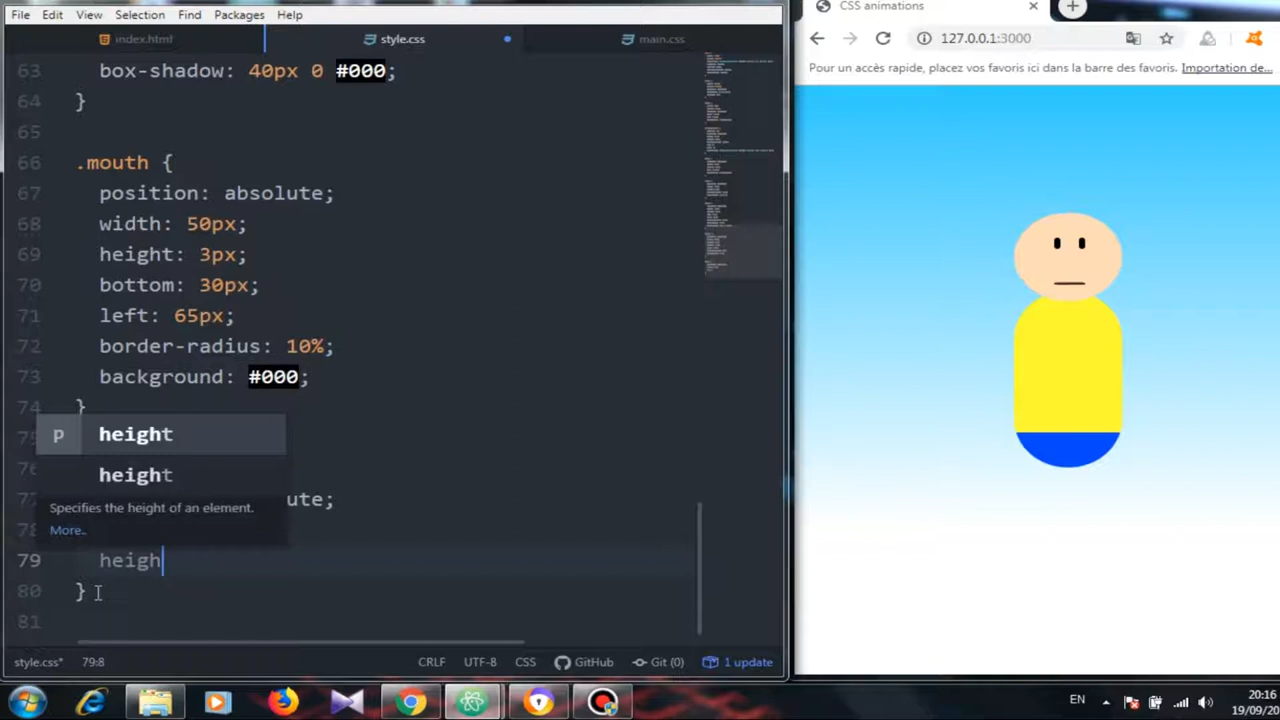 File Edit View Selection Find Packages Help
index.html
style.css
main.css
box-shadow: 40px 0 #000;
}
65
.mouth {
67 position: absolute;
68 width: 50px;
69 height: 3px;
70 bottom: 30px;
71 left: 65px;
72 border-radius: 10%;
73 background: #000;
74 }
p height
height
Specifies the height of an element.
More..
ute;
78
79 heigh
80 }
81
style.css* 79:8 CRLF UTF-8 CSS GitHub Git (0) 1 update
CSS animations
127.0.0.1:3000
Pour un accès rapide, placez vos favoris ici dans la barre des favoris. Importation de...
EN
20:16
19/09/20